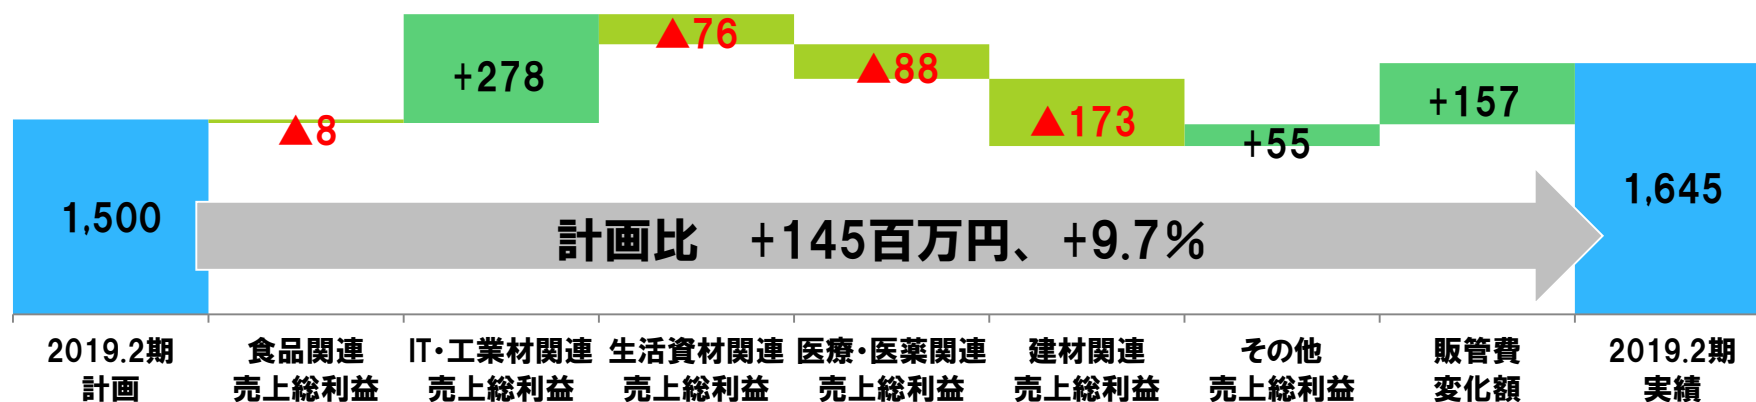 ▲76
+278
▲88
▲8
▲173
+55
+157
1,500
1,645
計画比　+145百万円、+9.7%
2019.2期
計画
食品関連
売上総利益
IT・工業材関連
売上総利益
生活資材関連
売上総利益
医療・医薬関連
売上総利益
建材関連
売上総利益
その他
売上総利益
販管費
変化額
2019.2期
実績